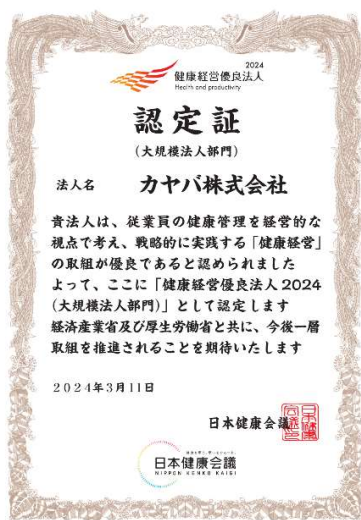 2024
健康経営優良法人
Health and productivity
認定証
(大規模法人部門)
法人名 カヤバ株式会社
貴法人は、従業員の健康管理を経営的な
視点で考え、戦略的に実践する「健康経営」
の取組が優良であると認められました
よって、ここに「健康経営優良法人2024
(大規模法人部門)」として認定します
経済産業省及び厚生労働省と共に、今後一層
取組を推進されることを期待いたします
2024年3月11日
日本健康会議
日本健康会議
NIPPON KENKO KAIGI